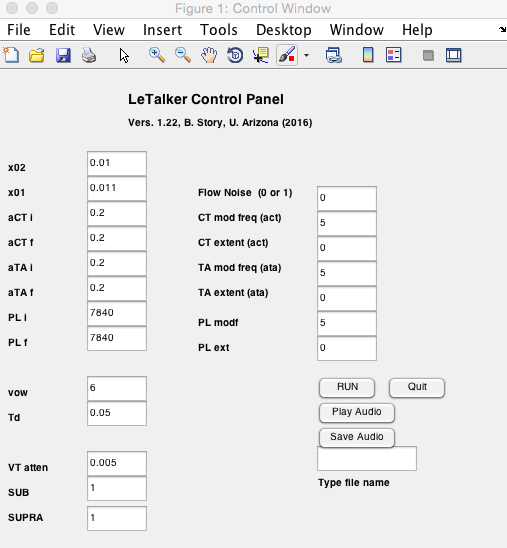 Figure 1: Control Window
File Edit View Insert Tools Desktop Window Help
LeTalker Control Panel
Vers. 1.22, B. Story, U. Arizona (2016)
x02 0.01
x01 0.011
aCT i 0.2
aCT f 0.2
aTA i 0.2
aTA f 0.2
PL i 7840
PL f 7840
vow 6
Td 0.05
VT atten 0.005
SUB 1
SUPRA 1
Flow Noise (0 or 1) 0
CT mod freq (act) 5
CT extent (act) 0
TA mod freq (ata) 5
TA extent (ata) 0
PL modf 5
PL ext 0
RUN Quit
Play Audio
Save Audio
Type file name